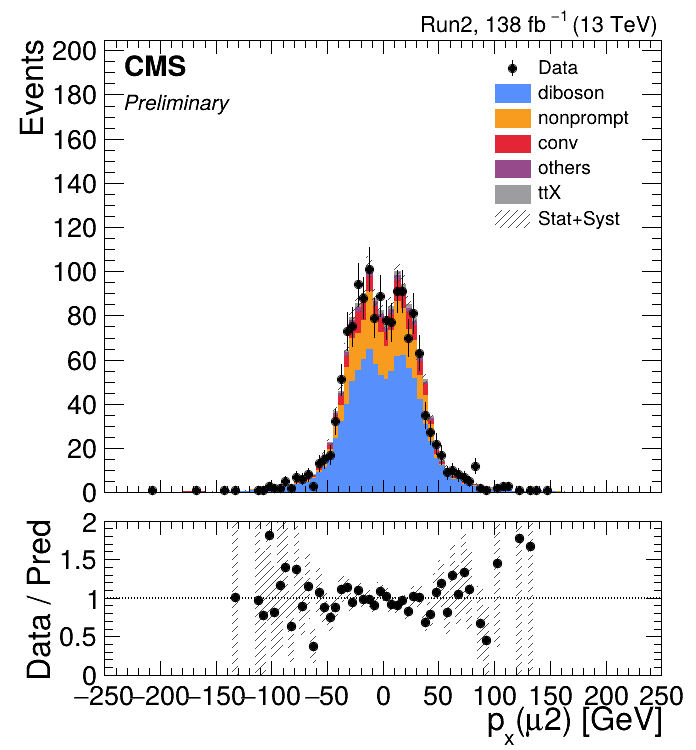 Run2, 138 fb⁻¹ (13 TeV)
CMS
Preliminary
Events
200
180
160
140
120
100
80
60
40
20
0
Data
diboson
nonprompt
conv
others
ttX
Stat+Syst
Data / Pred
2
1.5
1
0.5
0
−250 −200 −150 −100 −50 0 50 100 150 200 250
pₓ(μ2) [GeV]